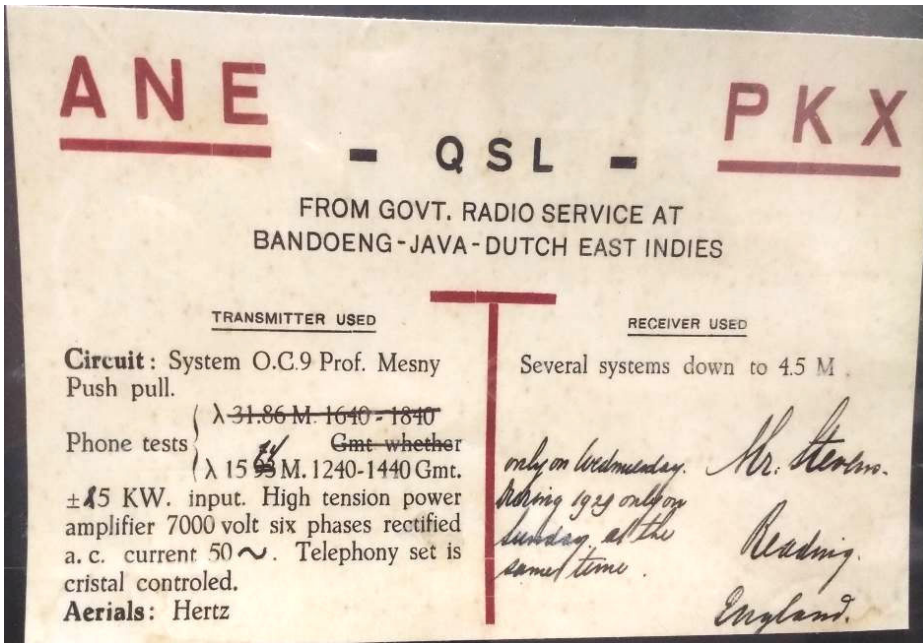 ANE
PKX
- QSL -
FROM GOVT. RADIO SERVICE AT
BANDOENG-JAVA-DUTCH EAST INDIES
TRANSMITTER USED
Circuit: System O.C.9 Prof. Mesny
Push pull.
λ 31.86 M. 1640-1840
Phone tests Gmt whether
λ 15 93 M. 1240-1440 Gmt.
± 5 KW. input. High tension power
amplifier 7000 volt six phases rectified
a. c. current 50 ~. Telephony set is
cristal controled.
Aerials: Hertz
RECEIVER USED
Several systems down to 4.5 M.
only on Wednesday.
During 1929 only on
Sunday at the
same time.
Mr. Stevens.
Reading.
England.